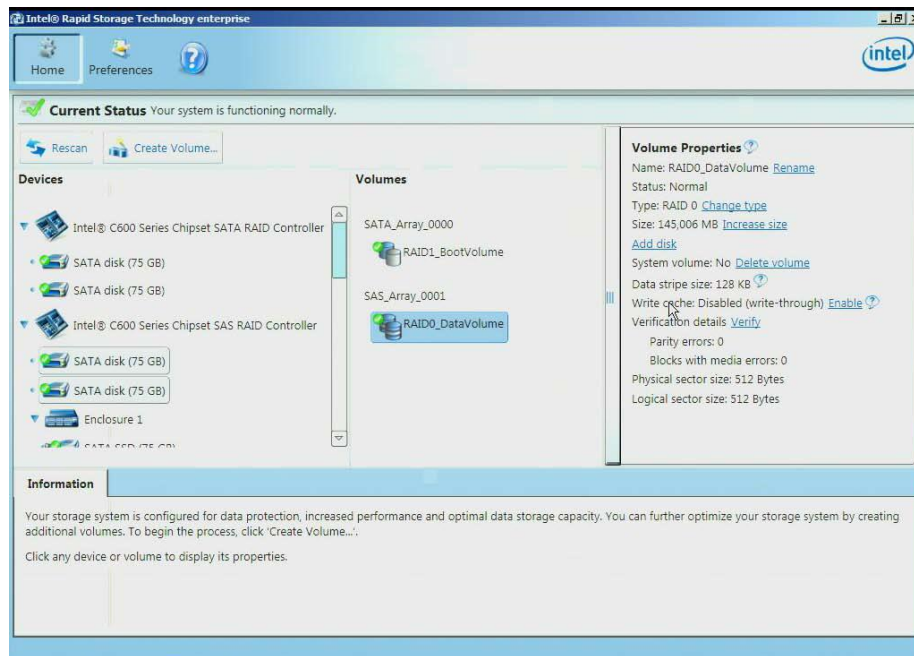 Intel® Rapid Storage Technology enterprise
Home
Preferences
intel
Current Status Your system is functioning normally.
Rescan
Create Volume...
Devices
Intel® C600 Series Chipset SATA RAID Controller
SATA disk (75 GB)
SATA disk (75 GB)
Intel® C600 Series Chipset SAS RAID Controller
SATA disk (75 GB)
SATA disk (75 GB)
Enclosure 1
SATA SSD (75 GB)
Volumes
SATA_Array_0000
RAID1_BootVolume
SAS_Array_0001
RAID0_DataVolume
Volume Properties
Name: RAID0_DataVolume Rename
Status: Normal
Type: RAID 0 Change type
Size: 145,006 MB Increase size
Add disk
System volume: No Delete volume
Data stripe size: 128 KB
Write cache: Disabled (write-through) Enable
Verification details Verify
Parity errors: 0
Blocks with media errors: 0
Physical sector size: 512 Bytes
Logical sector size: 512 Bytes
Information
Your storage system is configured for data protection, increased performance and optimal data storage capacity. You can further optimize your storage system by creating
additional volumes. To begin the process, click 'Create Volume...'.
Click any device or volume to display its properties.